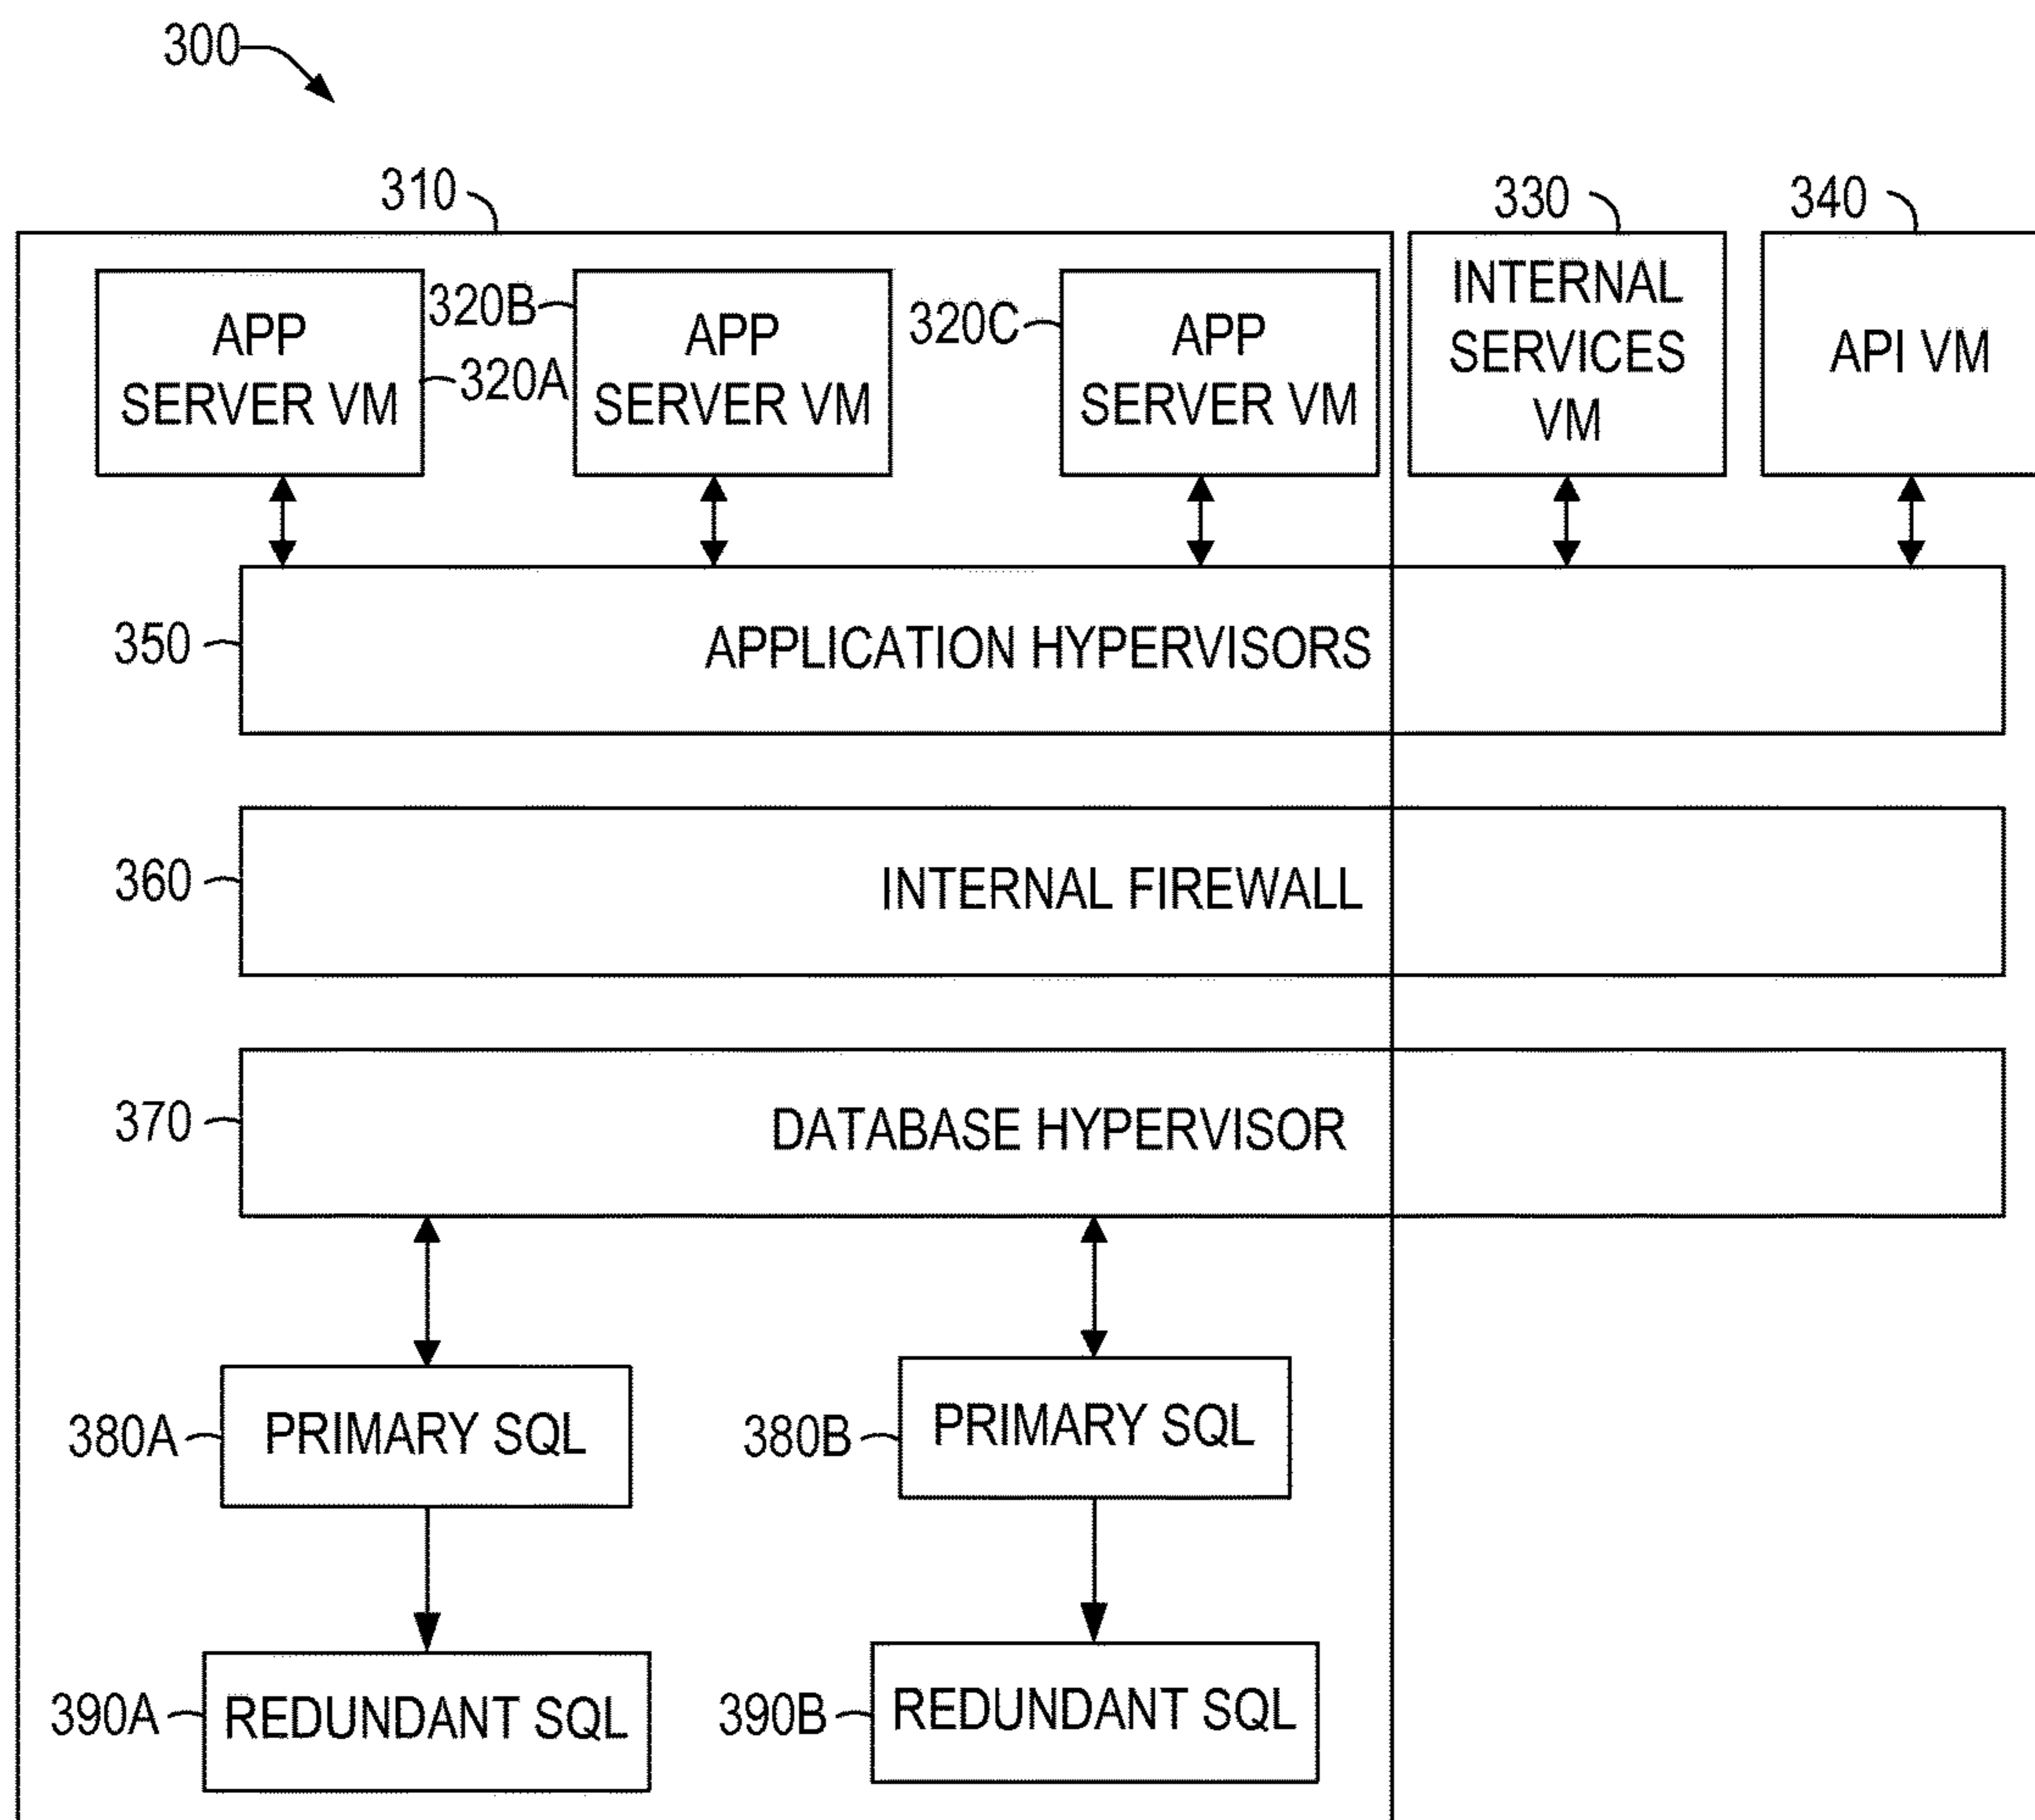 300
310
330
340
APP
SERVER VM
320A
320B
APP
SERVER VM
320C
APP
SERVER VM
INTERNAL
SERVICES
VM
API VM
350
APPLICATION HYPERVISORS
360
INTERNAL FIREWALL
370
DATABASE HYPERVISOR
380A
PRIMARY SQL
380B
PRIMARY SQL
390A
REDUNDANT SQL
390B
REDUNDANT SQL